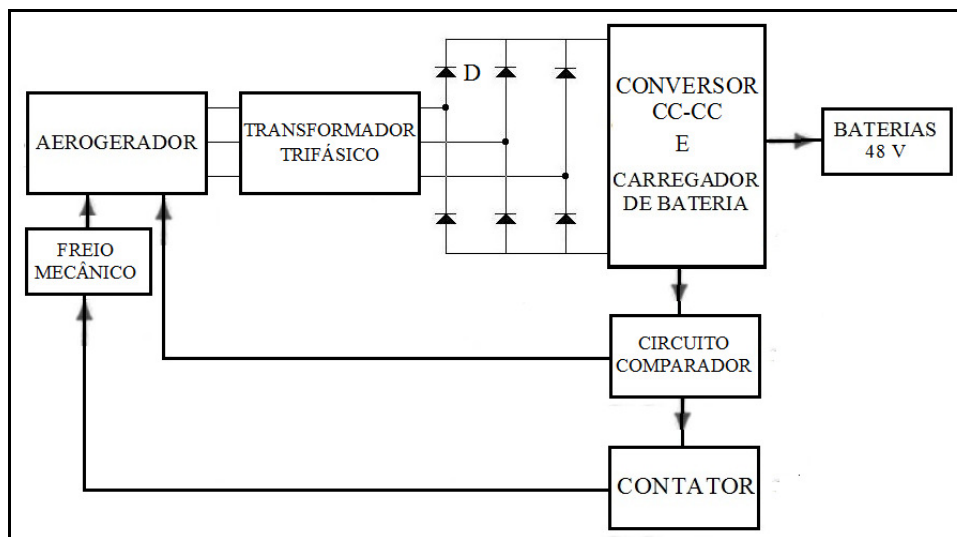 AEROGERADOR
TRANSFORMADOR
TRIFÁSICO
D
CONVERSOR
CC-CC
E
CARREGADOR
DE BATERIA
BATERIAS
48 V
FREIO
MECÂNICO
CIRCUITO
COMPARADOR
CONTATOR